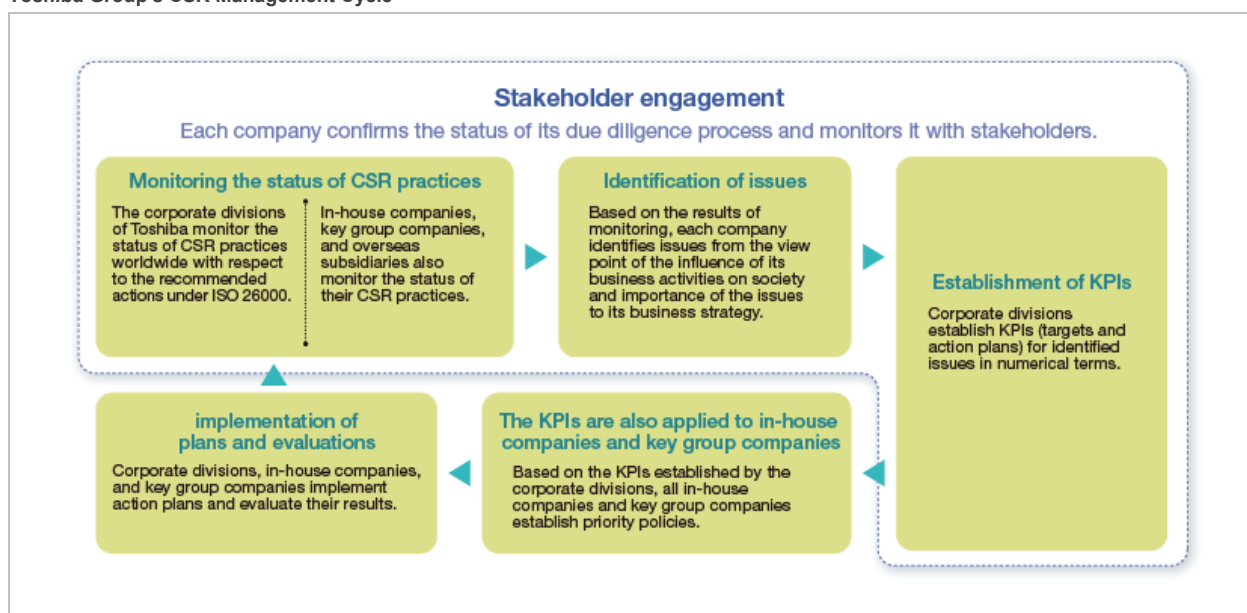 Toshiba Group's CSR Management Cycle
Stakeholder engagement
Each company confirms the status of its due diligence process and monitors it with stakeholders.
Monitoring the status of CSR practices
The corporate divisions
of Toshiba monitor the
status of CSR practices
worldwide with respect
to the recommended
actions under ISO 26000.
In-house companies,
key group companies,
and overseas
subsidiaries also
monitor the status of
their CSR practices.
Identification of issues
Based on the results of
monitoring, each company
identifies issues from the view
point of the influence of its
business activities on society
and importance of the issues
to its business strategy.
Establishment of KPIs
Corporate divisions
establish KPIs (targets and
action plans) for identified
issues in numerical terms.
The KPIs are also applied to in-house
companies and key group companies
Based on the KPIs established by the
corporate divisions, all in-house
companies and key group companies
establish priority policies.
implementation of
plans and evaluations
Corporate divisions, in-house companies,
and key group companies implement
action plans and evaluate their results.